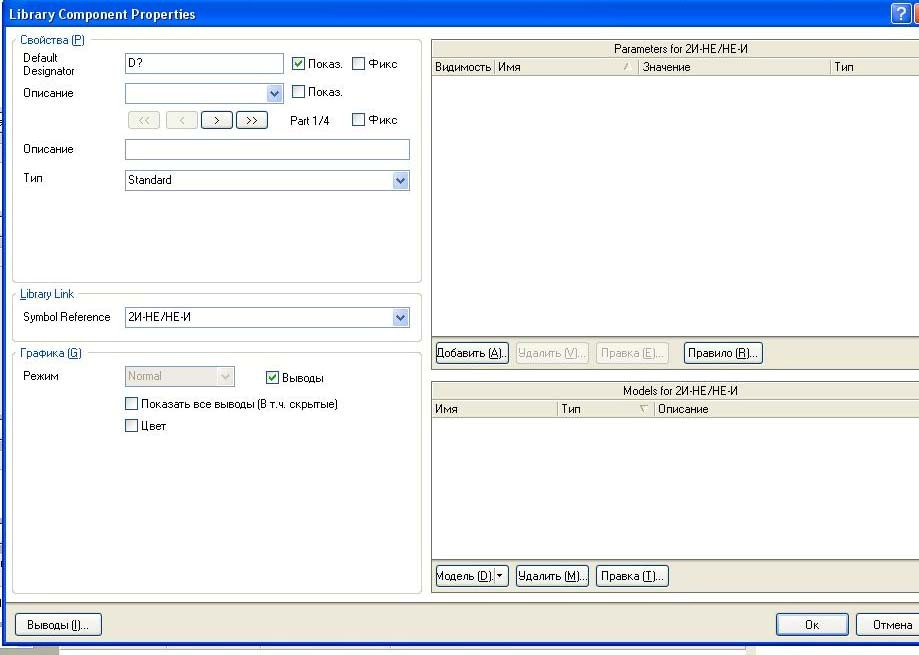 Library Component Properties
Свойства (P)
Default Designator
D?
Показ.
Фикс
Описание
Показ.
<<
<
>
>>
Part 1/4
Фикс
Описание
Тип
Standard
Library Link
Symbol Reference
2И-НЕ/НЕ-И
Графика (G)
Режим
Normal
Выводы
Показать все выводы (В т.ч. скрытые)
Цвет
Parameters for 2И-НЕ/НЕ-И
Видимость Имя Значение Тип
Добавить (A).. Удалить (V)... Правка (E)... Правило (R)...
Models for 2И-НЕ/НЕ-И
Имя Тип Описание
Модель (D). Удалить (M)... Правка (T)...
Выводы (I)...
Ок
Отмена